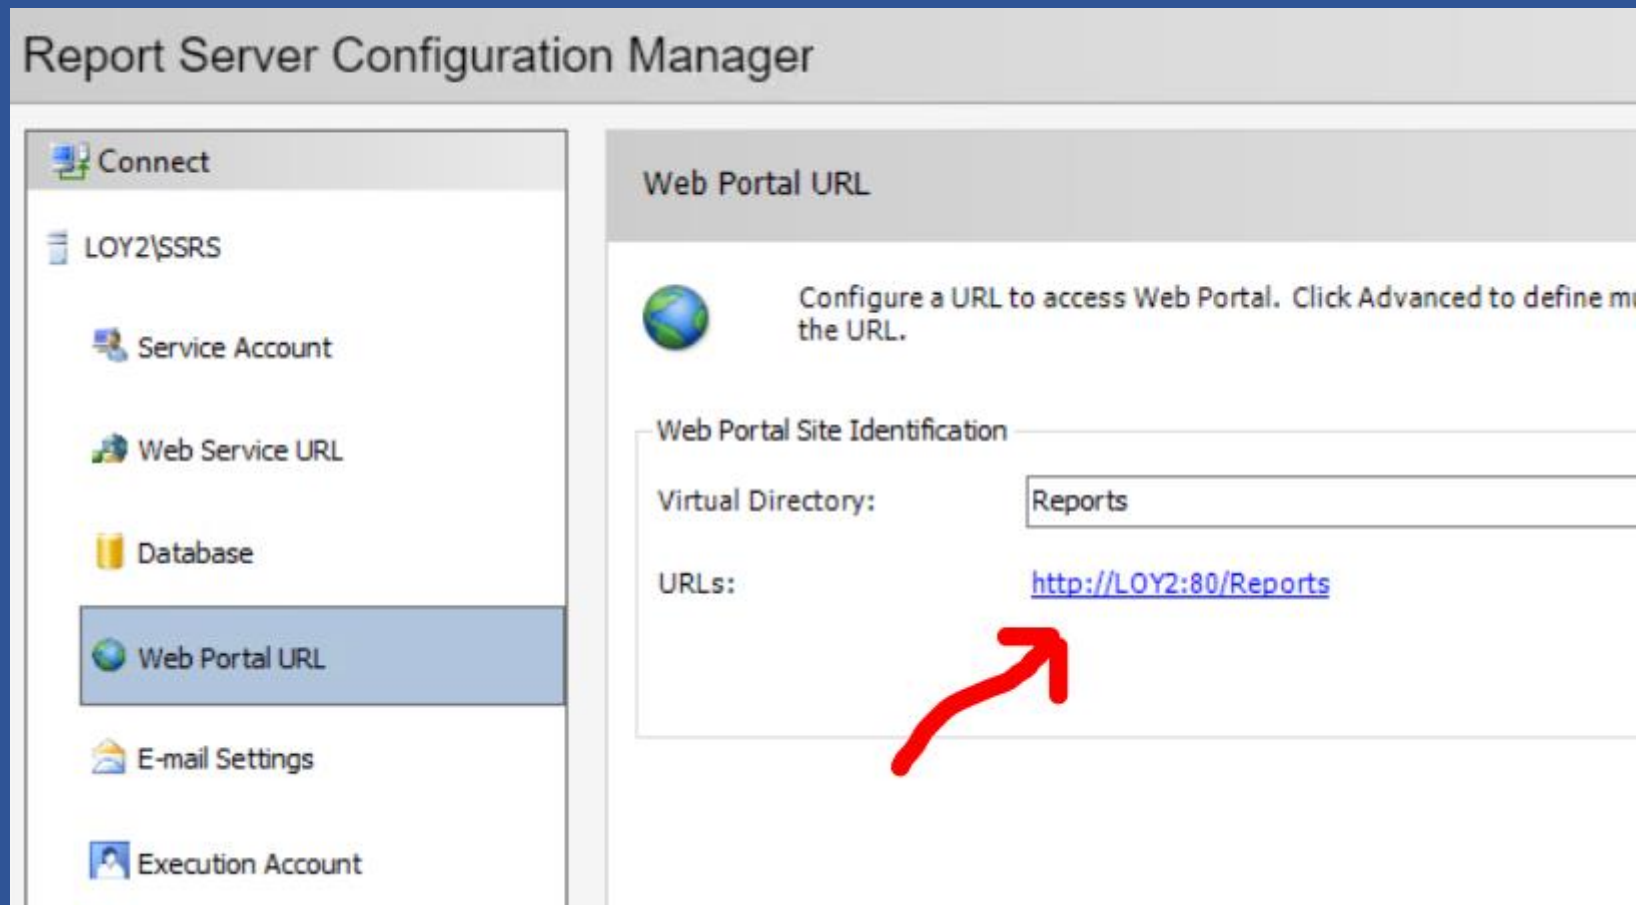 Report Server Configuration Manager
Connect
LOY2\SSRS
Service Account
Web Service URL
Database
Web Portal URL
E-mail Settings
Execution Account
Web Portal URL
Configure a URL to access Web Portal. Click Advanced to define
the URL.
Web Portal Site Identification
Virtual Directory:
Reports
URLs:
http://LOY2:80/Reports